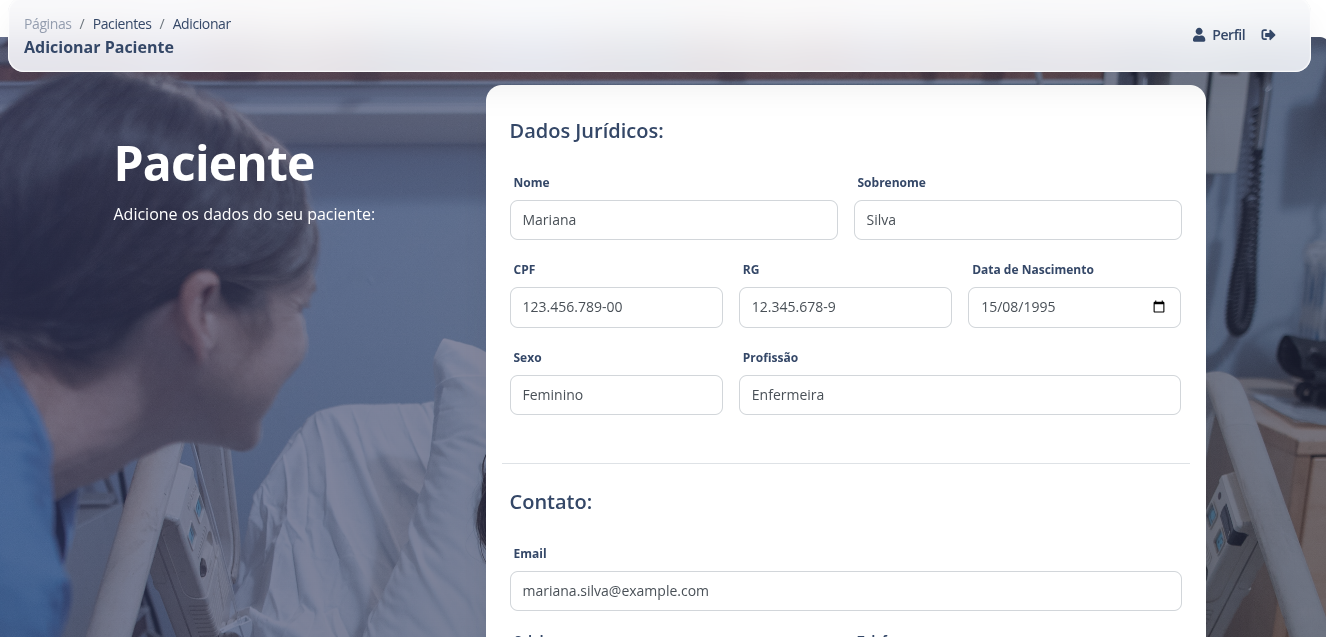 Páginas / Pacientes / Adicionar
Adicionar Paciente
Perfil
Paciente
Adicione os dados do seu paciente:
Dados Jurídicos:
Nome
Sobrenome
Mariana
Silva
CPF
RG
Data de Nascimento
123.456.789-00
12.345.678-9
15/08/1995
Sexo
Profissão
Feminino
Enfermeira
Contato:
Email
mariana.silva@example.com